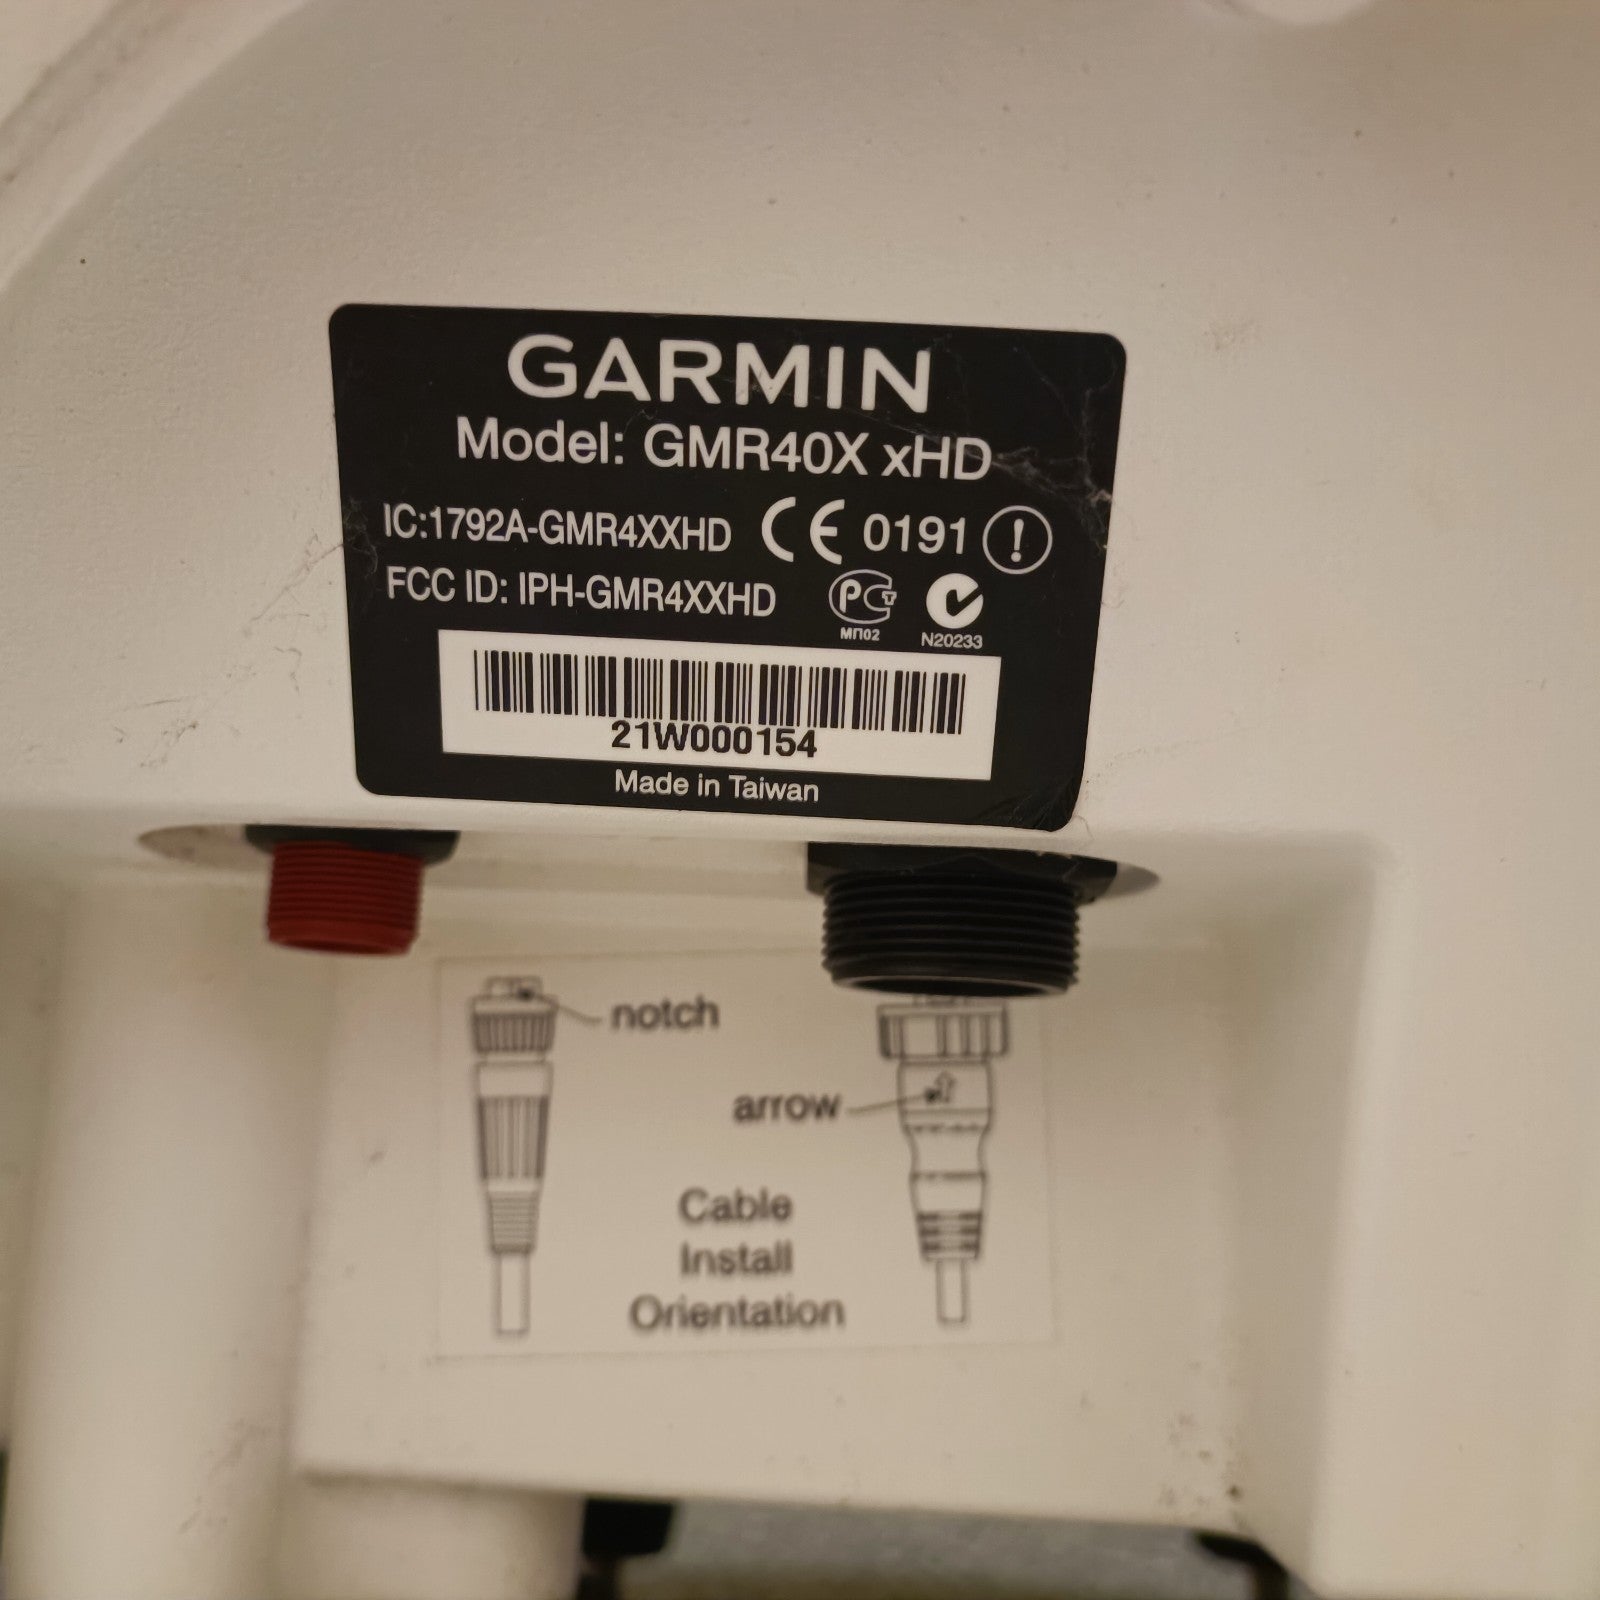 GARMIN
Model: GMR40X xHD
IC:1792A-GMR4XXHD CE 0191 !
FCC ID: IPH-GMR4XXHD
МП02 N20233
21W000154
Made in Taiwan
notch
arrow
Cable
Install
Orientation